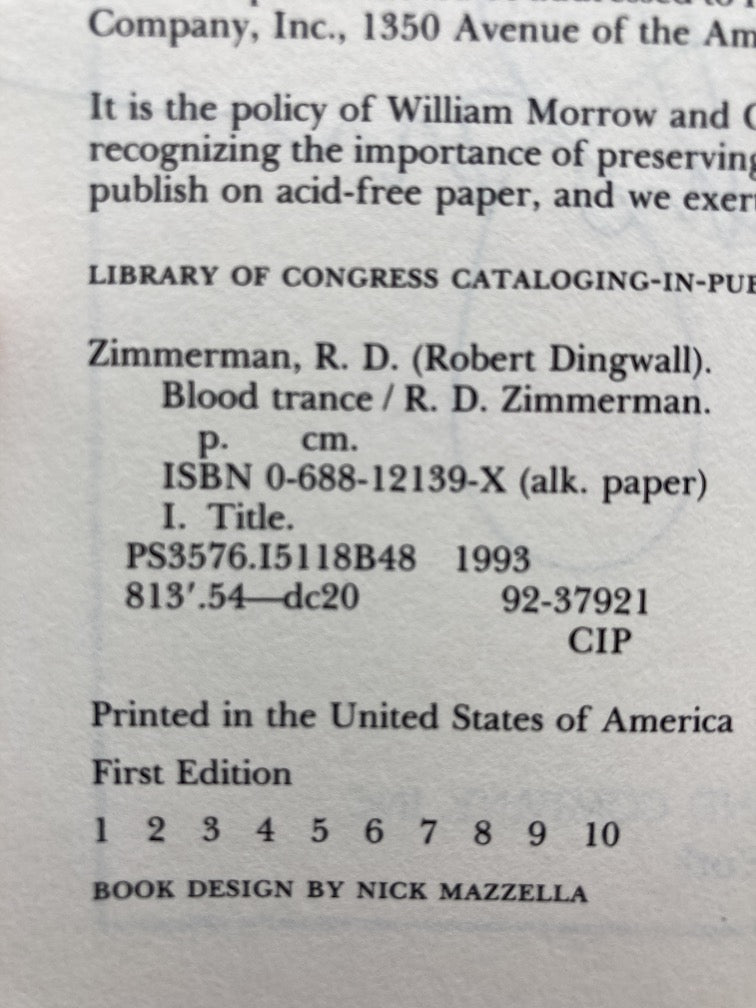 Company, Inc., 1350 Avenue of the Am
It is the policy of William Morrow and
recognizing the importance of preserving
publish on acid-free paper, and we exert
LIBRARY OF CONGRESS CATALOGING-IN-PUB
Zimmerman, R. D. (Robert Dingwall).
Blood trance / R. D. Zimmerman.
p. cm.
ISBN 0-688-12139-X (alk. paper)
I. Title.
PS3576.I5118B48 1993
813′.54—dc20 92-37921
CIP
Printed in the United States of America
First Edition
1 2 3 4 5 6 7 8 9 10
BOOK DESIGN BY NICK MAZZELLA